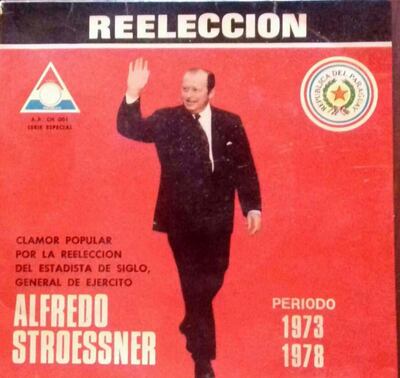 REELECCION
A.P. CH 001
SERIE ESPECIAL
REPUBLICA DEL PARAGUAY
CLAMOR POPULAR
POR LA REELECCION
DEL ESTADISTA DE SIGLO,
GENERAL DE EJERCITO
ALFREDO
STROESSNER
PERIODO
1973
1978